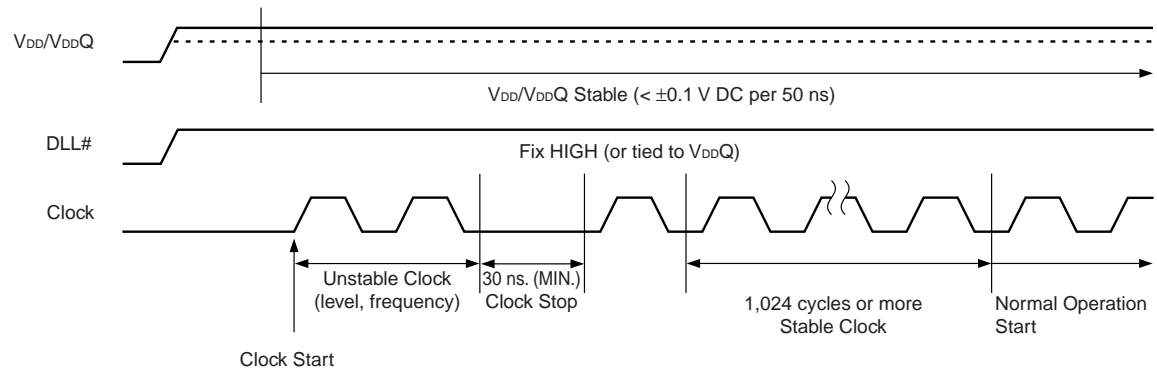 VDD/VDDQ
VDD/VDDQ Stable (< ±0.1 V DC per 50 ns)
DLL#
Fix HIGH (or tied to VDDQ)
Clock
Unstable Clock
(level, frequency)
30 ns. (MIN.)
Clock Stop
1,024 cycles or more
Stable Clock
Normal Operation
Start
Clock Start